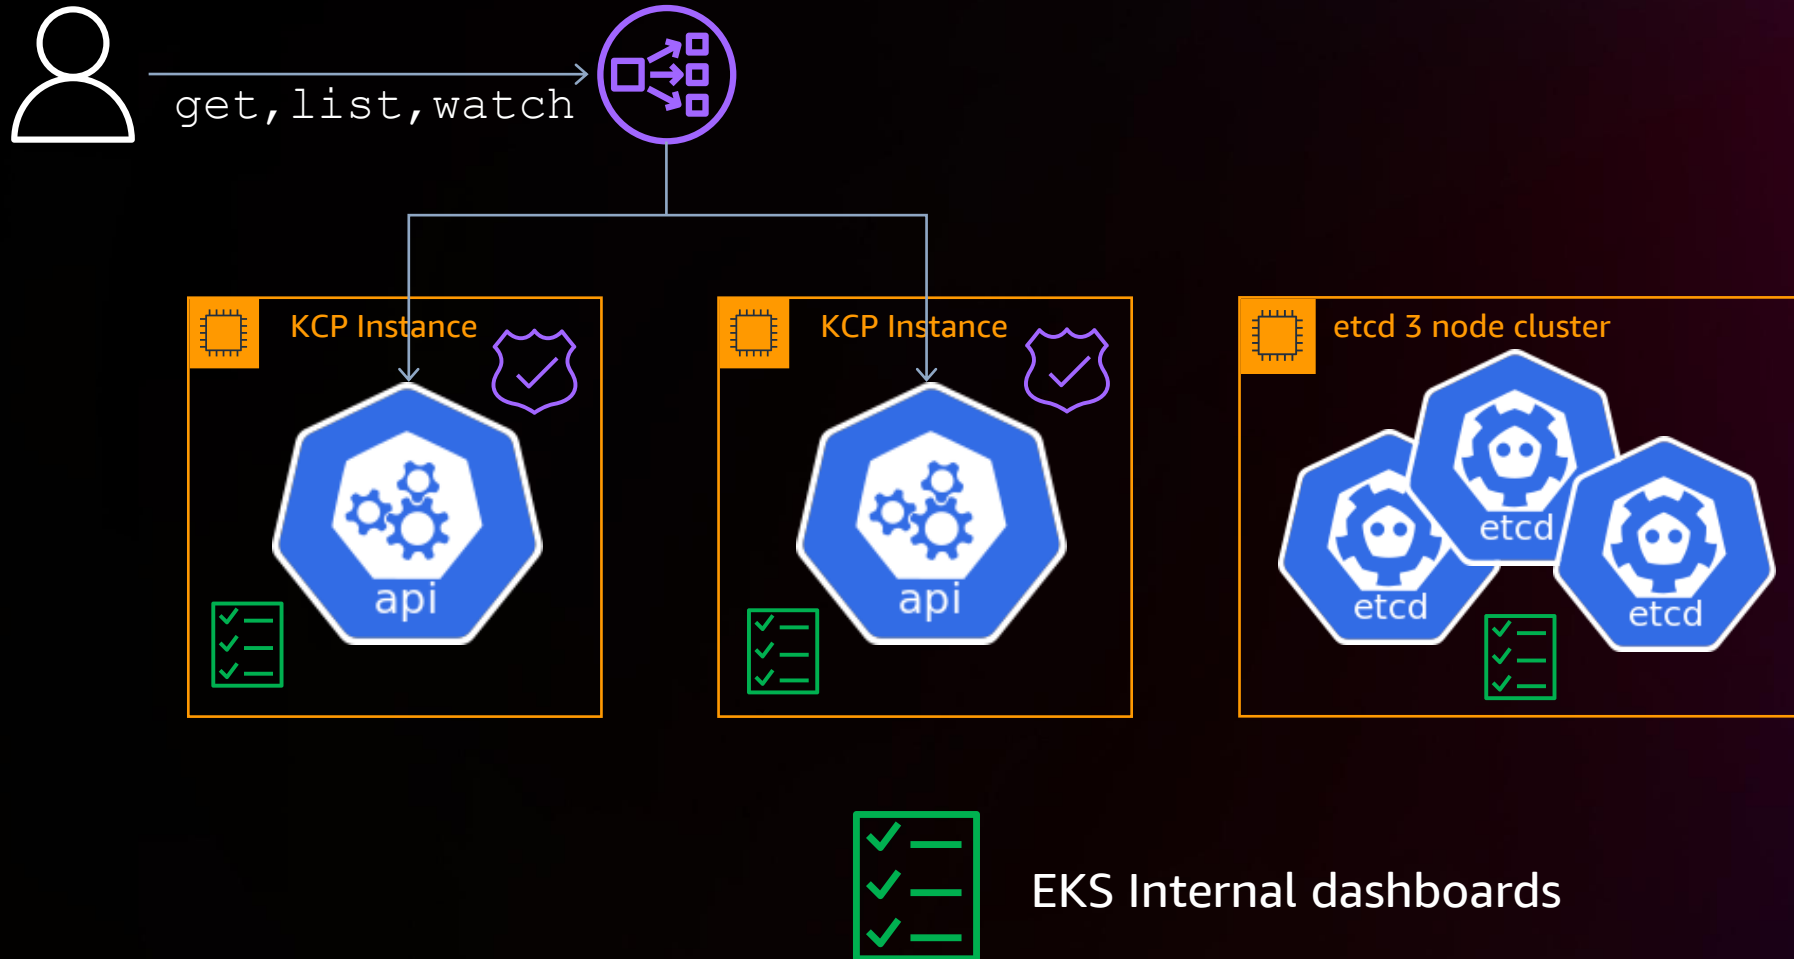 get,list,watch
KCP Instance
KCP Instance
etcd 3 node cluster
api
api
etcd
etcd
etcd
EKS Internal dashboards